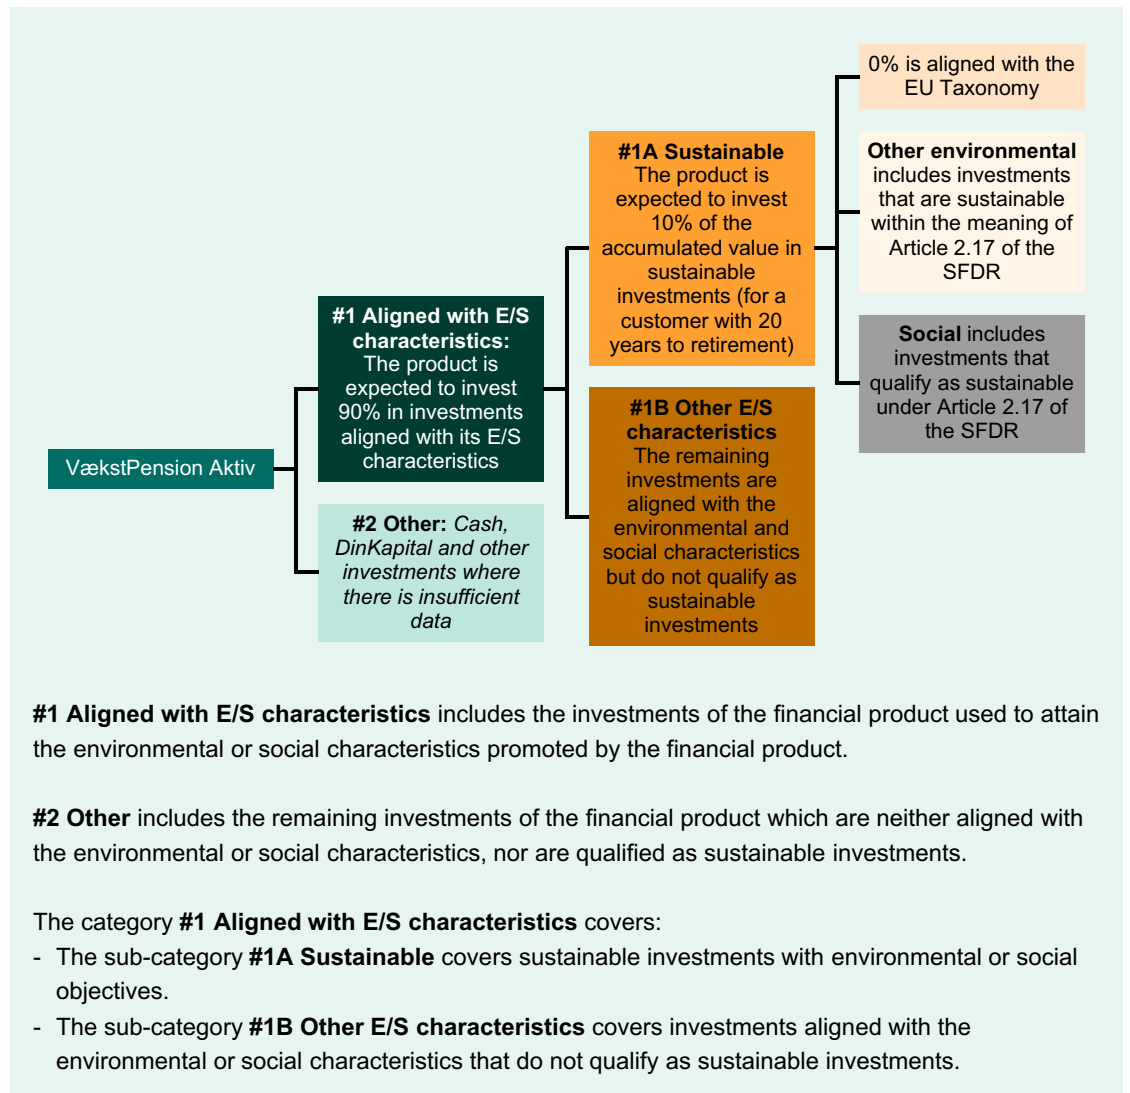 VækstPension Aktiv
#1 Aligned with E/S
characteristics:
The product is
expected to invest
90% in investments
aligned with its E/S
characteristics
#2 Other: Cash,
DinKapital and other
investments where
there is insufficient
data
#1A Sustainable
The product is
expected to invest
10% of the
accumulated value in
sustainable
investments (for a
customer with 20
years to retirement)
#1B Other E/S
characteristics
The remaining
investments are
aligned with the
environmental and
social characteristics
but do not qualify as
sustainable
investments
0% is aligned with the
EU Taxonomy
Other environmental
includes investments
that are sustainable
within the meaning of
Article 2.17 of the
SFDR
Social includes
investments that
qualify as sustainable
under Article 2.17 of
the SFDR
#1 Aligned with E/S characteristics includes the investments of the financial product used to attain
the environmental or social characteristics promoted by the financial product.
#2 Other includes the remaining investments of the financial product which are neither aligned with
the environmental or social characteristics, nor are qualified as sustainable investments.
The category #1 Aligned with E/S characteristics covers:
- The sub-category #1A Sustainable covers sustainable investments with environmental or social
objectives.
- The sub-category #1B Other E/S characteristics covers investments aligned with the
environmental or social characteristics that do not qualify as sustainable investments.